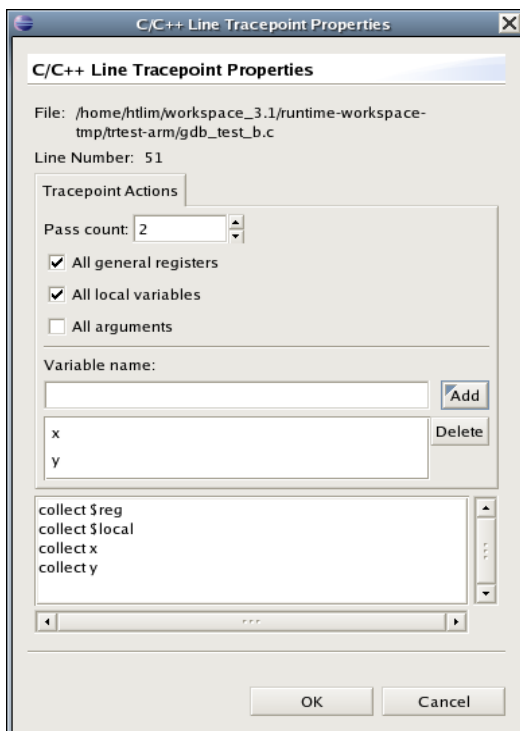 C/C++ Line Tracepoint Properties
C/C++ Line Tracepoint Properties
File: /home/htlim/workspace_3.1/runtime-workspace-
tmp/trtest-arm/gdb_test_b.c
Line Number: 51
Tracepoint Actions
Pass count: 2
All general registers
All local variables
All arguments
Variable name:
Add
x
Delete
y
collect $reg
collect $local
collect x
collect y
OK Cancel